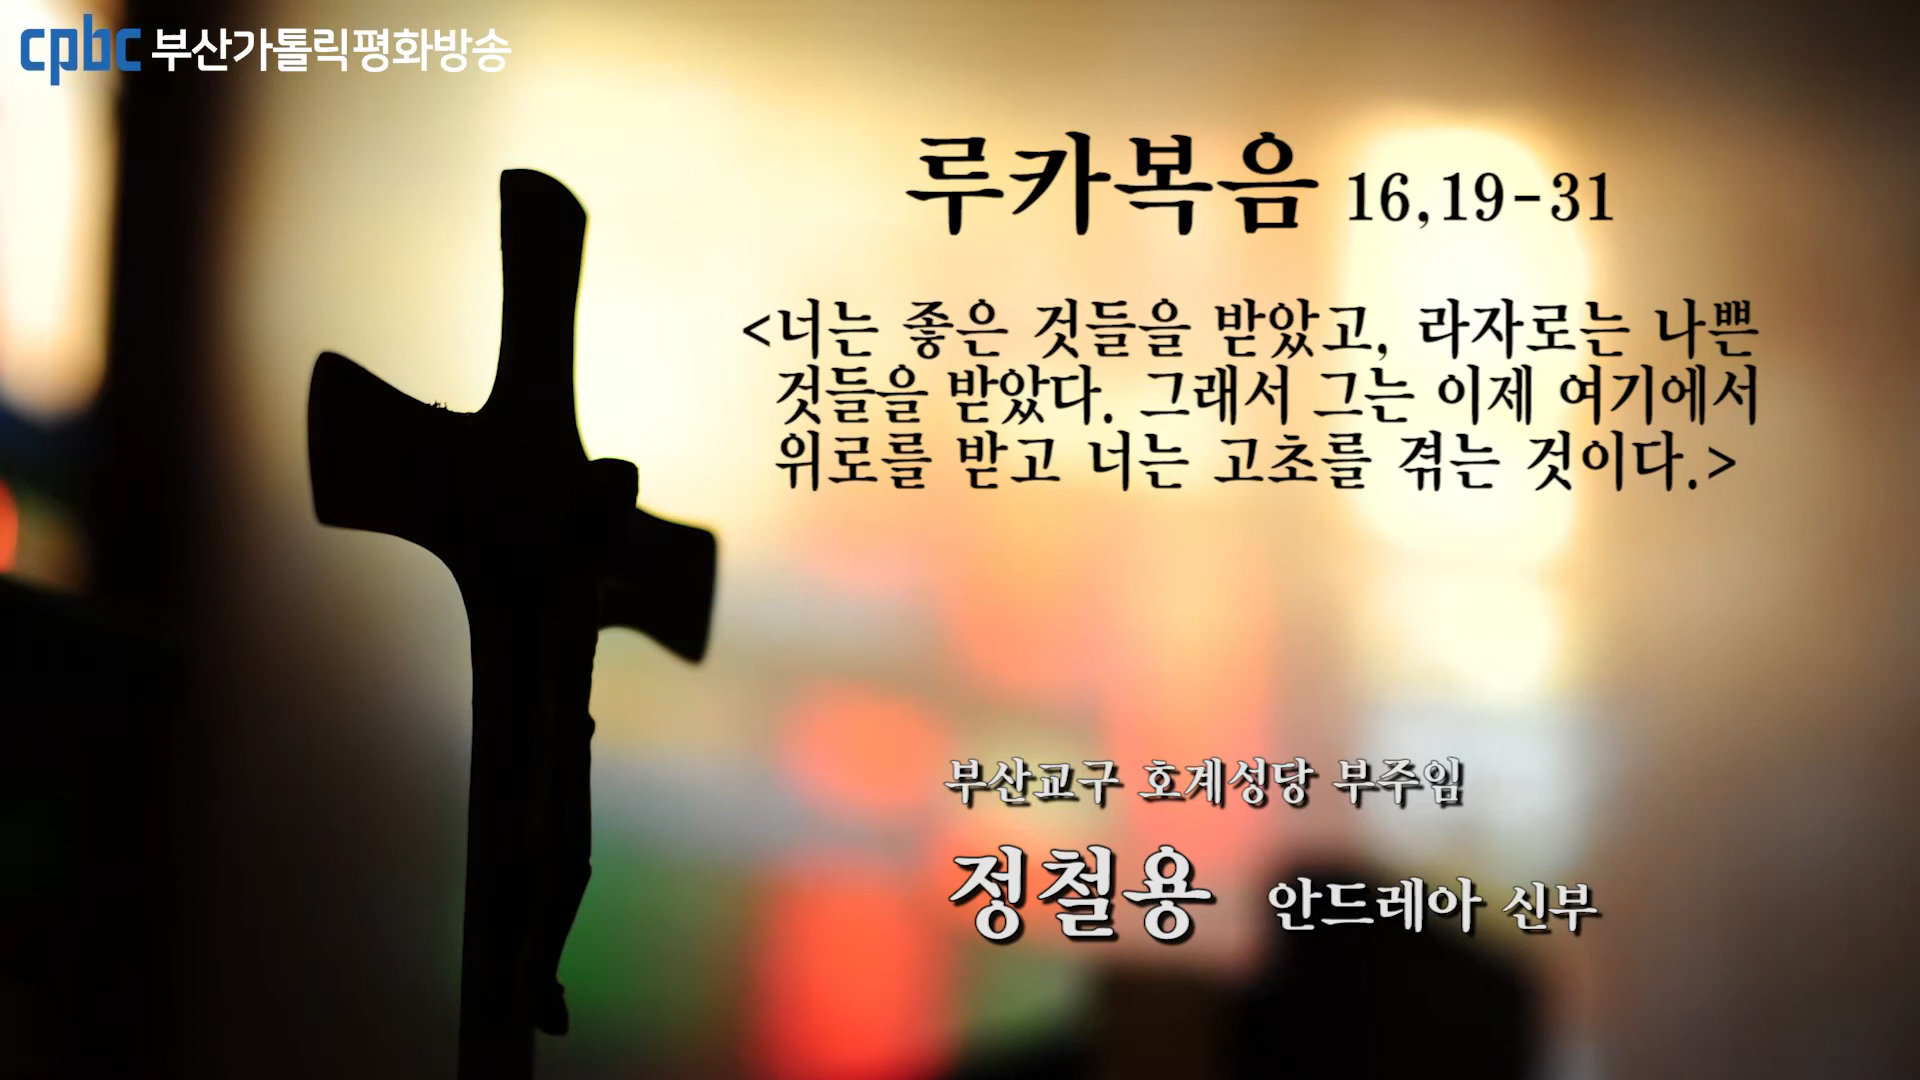 cpbc 부산가톨릭평화방송
루카복음 16,19-31
<너는 좋은 것들을 받았고, 라자로는 나쁜
것들을 받았다. 그래서 그는 이제 여기에서
위로를 받고 너는 고초를 겪는 것이다.>
부산교구 호계성당 부주임
정철용 안드레아 신부